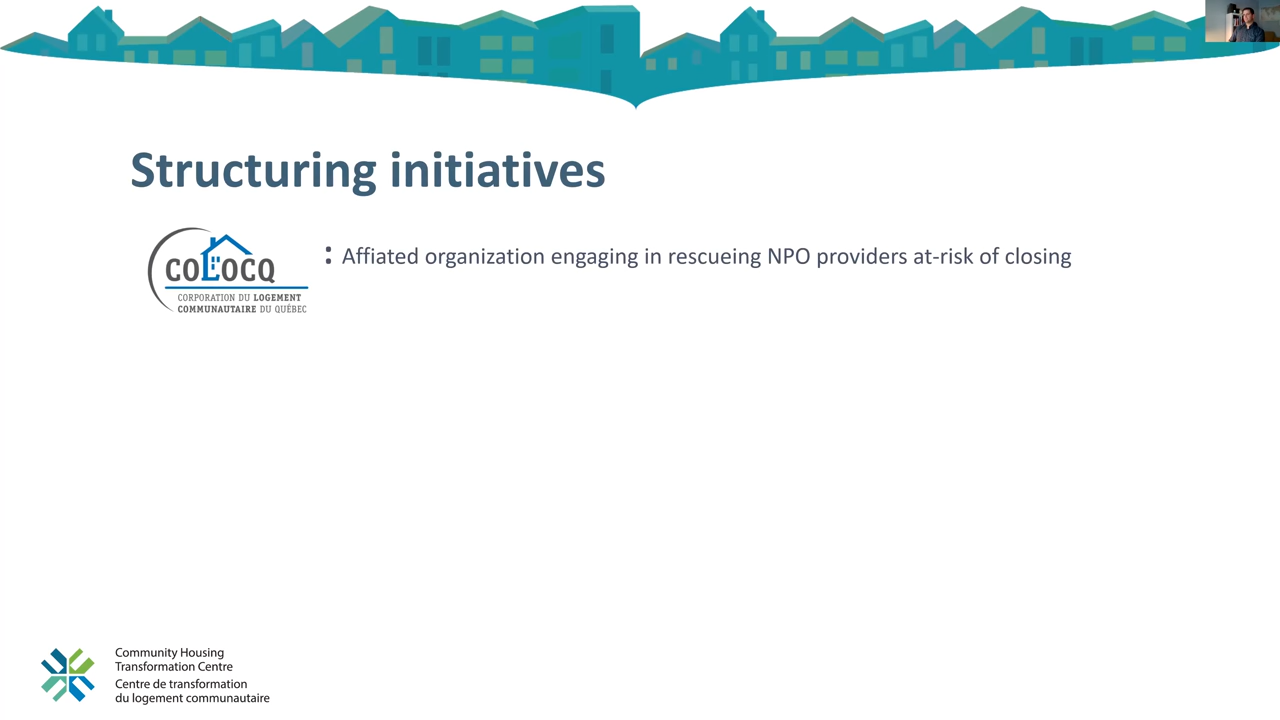 Structuring initiatives
COLOCQ
CORPORATION DU LOGEMENT
COMMUNAUTAIRE DU QUÉBEC
: Affiated organization engaging in rescueing NPO providers at-risk of closing
Community Housing
Transformation Centre
Centre de transformation
du logement communautaire